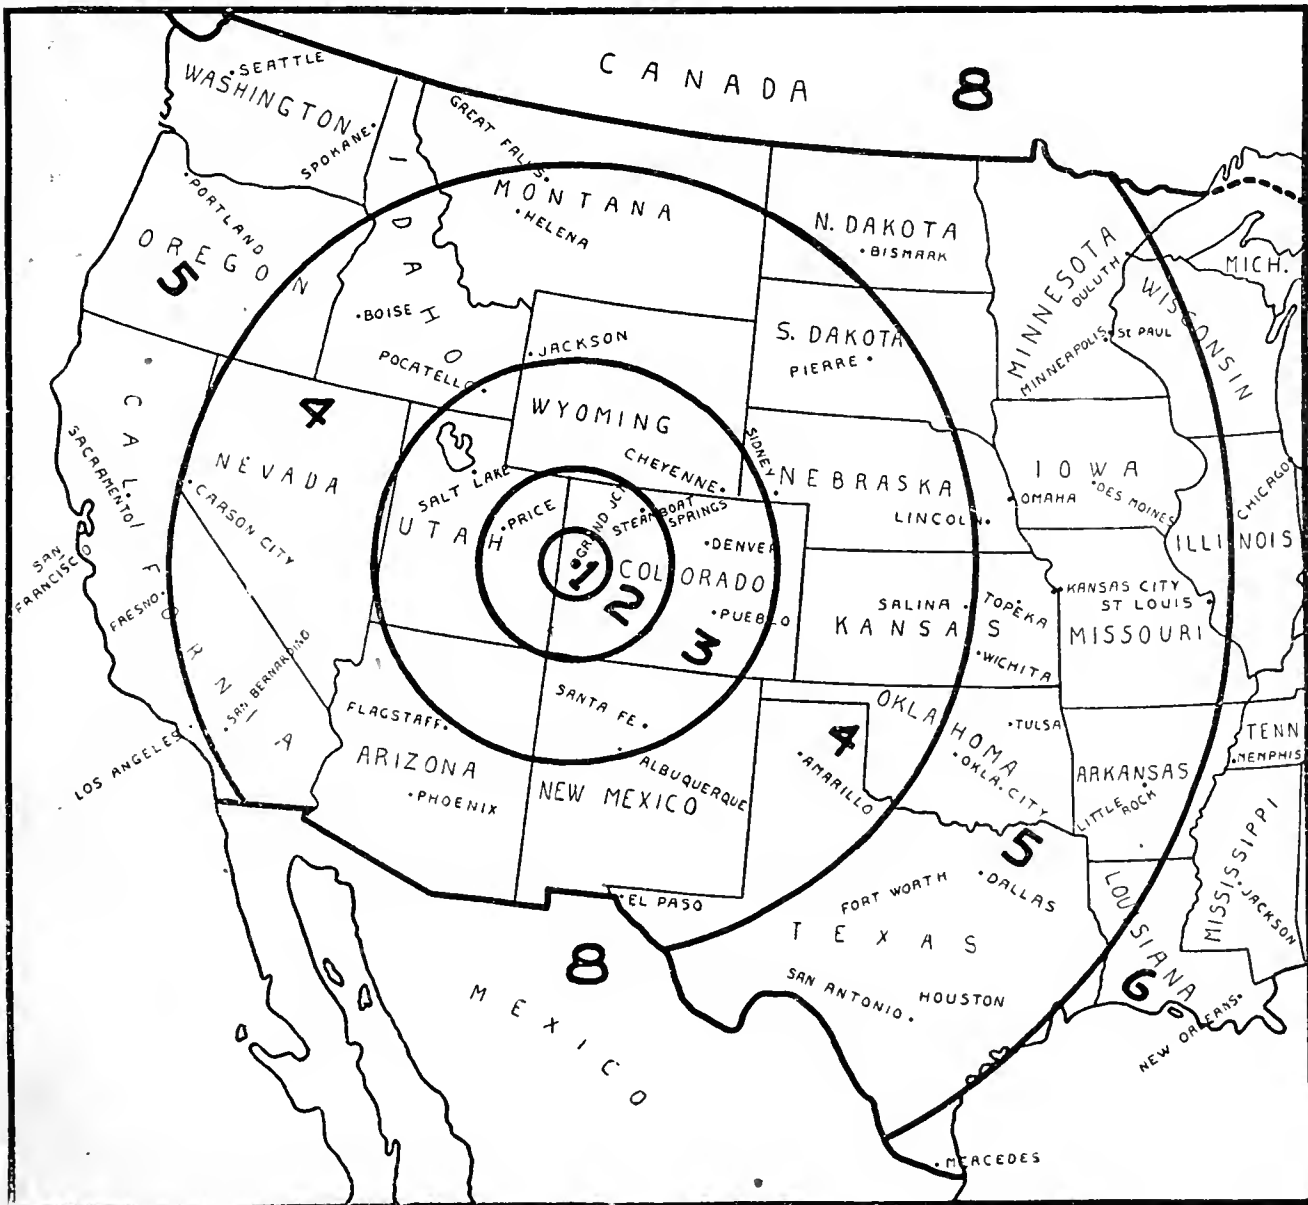 CANADA
8
SEATTLE
WASHINGTON
SPOKANE
GREAT FALLS
MONTANA
HELENA
IDAHO
BOISE
POCATELLO
PORTLAND
OREGON
5
N. DAKOTA
BISMARK
S. DAKOTA
PIERRE
MINNESOTA
DULUTH
MINNEAPOLIS
ST PAUL
WISCONSIN
MICH.
JACKSON
WYOMING
CHEYENNE
SIDNEY
NEBRASKA
LINCOLN
IOWA
OMAHA
DES MOINES
CHICAGO
ILLINOIS
4
NEVADA
CARSON CITY
CALIFORNIA
SACRAMENTO
SAN FRANCISCO
FRESNO
SAN BERNARDINO
LOS ANGELES
SALT LAKE
UTAH
PRICE
GRAND JCN
STEAMBOAT SPRINGS
DENVER
COLORADO
PUEBLO
1
2
3
SALINA
TOPEKA
KANSAS
WICHITA
KANSAS CITY
ST LOUIS
MISSOURI
FLAGSTAFF
ARIZONA
PHOENIX
SANTA FE
ALBUQUERQUE
NEW MEXICO
4
AMARILLO
OKLAHOMA
TULSA
OKLA. CITY
ARKANSAS
LITTLE ROCK
TENN
MEMPHIS
MISSISSIPPI
JACKSON
5
DALLAS
FORT WORTH
EL PASO
TEXAS
SAN ANTONIO
HOUSTON
LOUSIANA
6
NEW ORLEANS
8
MEXICO
MERCEDES